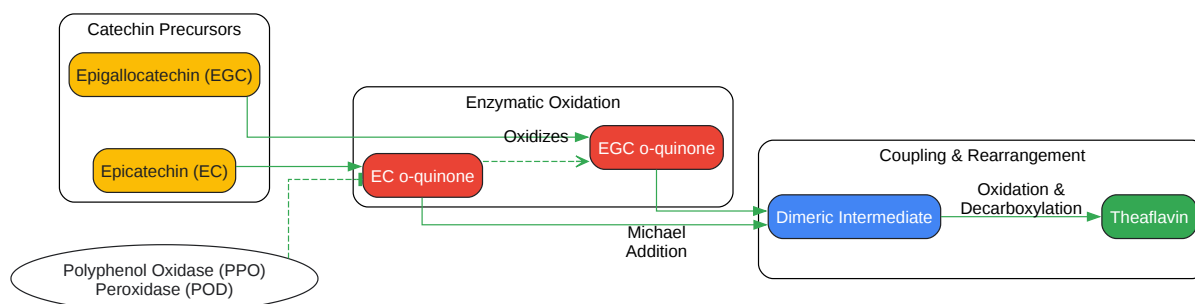 Catechin Precursors
Epigallocatechin (EGC)
Epicatechin (EC)
Polyphenol Oxidase (PPO)
Peroxidase (POD)
Enzymatic Oxidation
Oxidizes
EGC o-quinone
EC o-quinone
Michael
Addition
Coupling & Rearrangement
Dimeric Intermediate
Oxidation &
Decarboxylation
Theaflavin